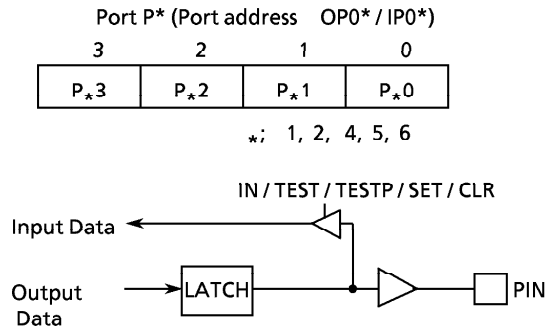 Port P* (Port address OP0* / IP0*)
3 2 1 0
P*3 P*2 P*1 P*0
*; 1, 2, 4, 5, 6
IN / TEST / TESTP / SET / CLR
Input Data
Output
Data
LATCH
PIN